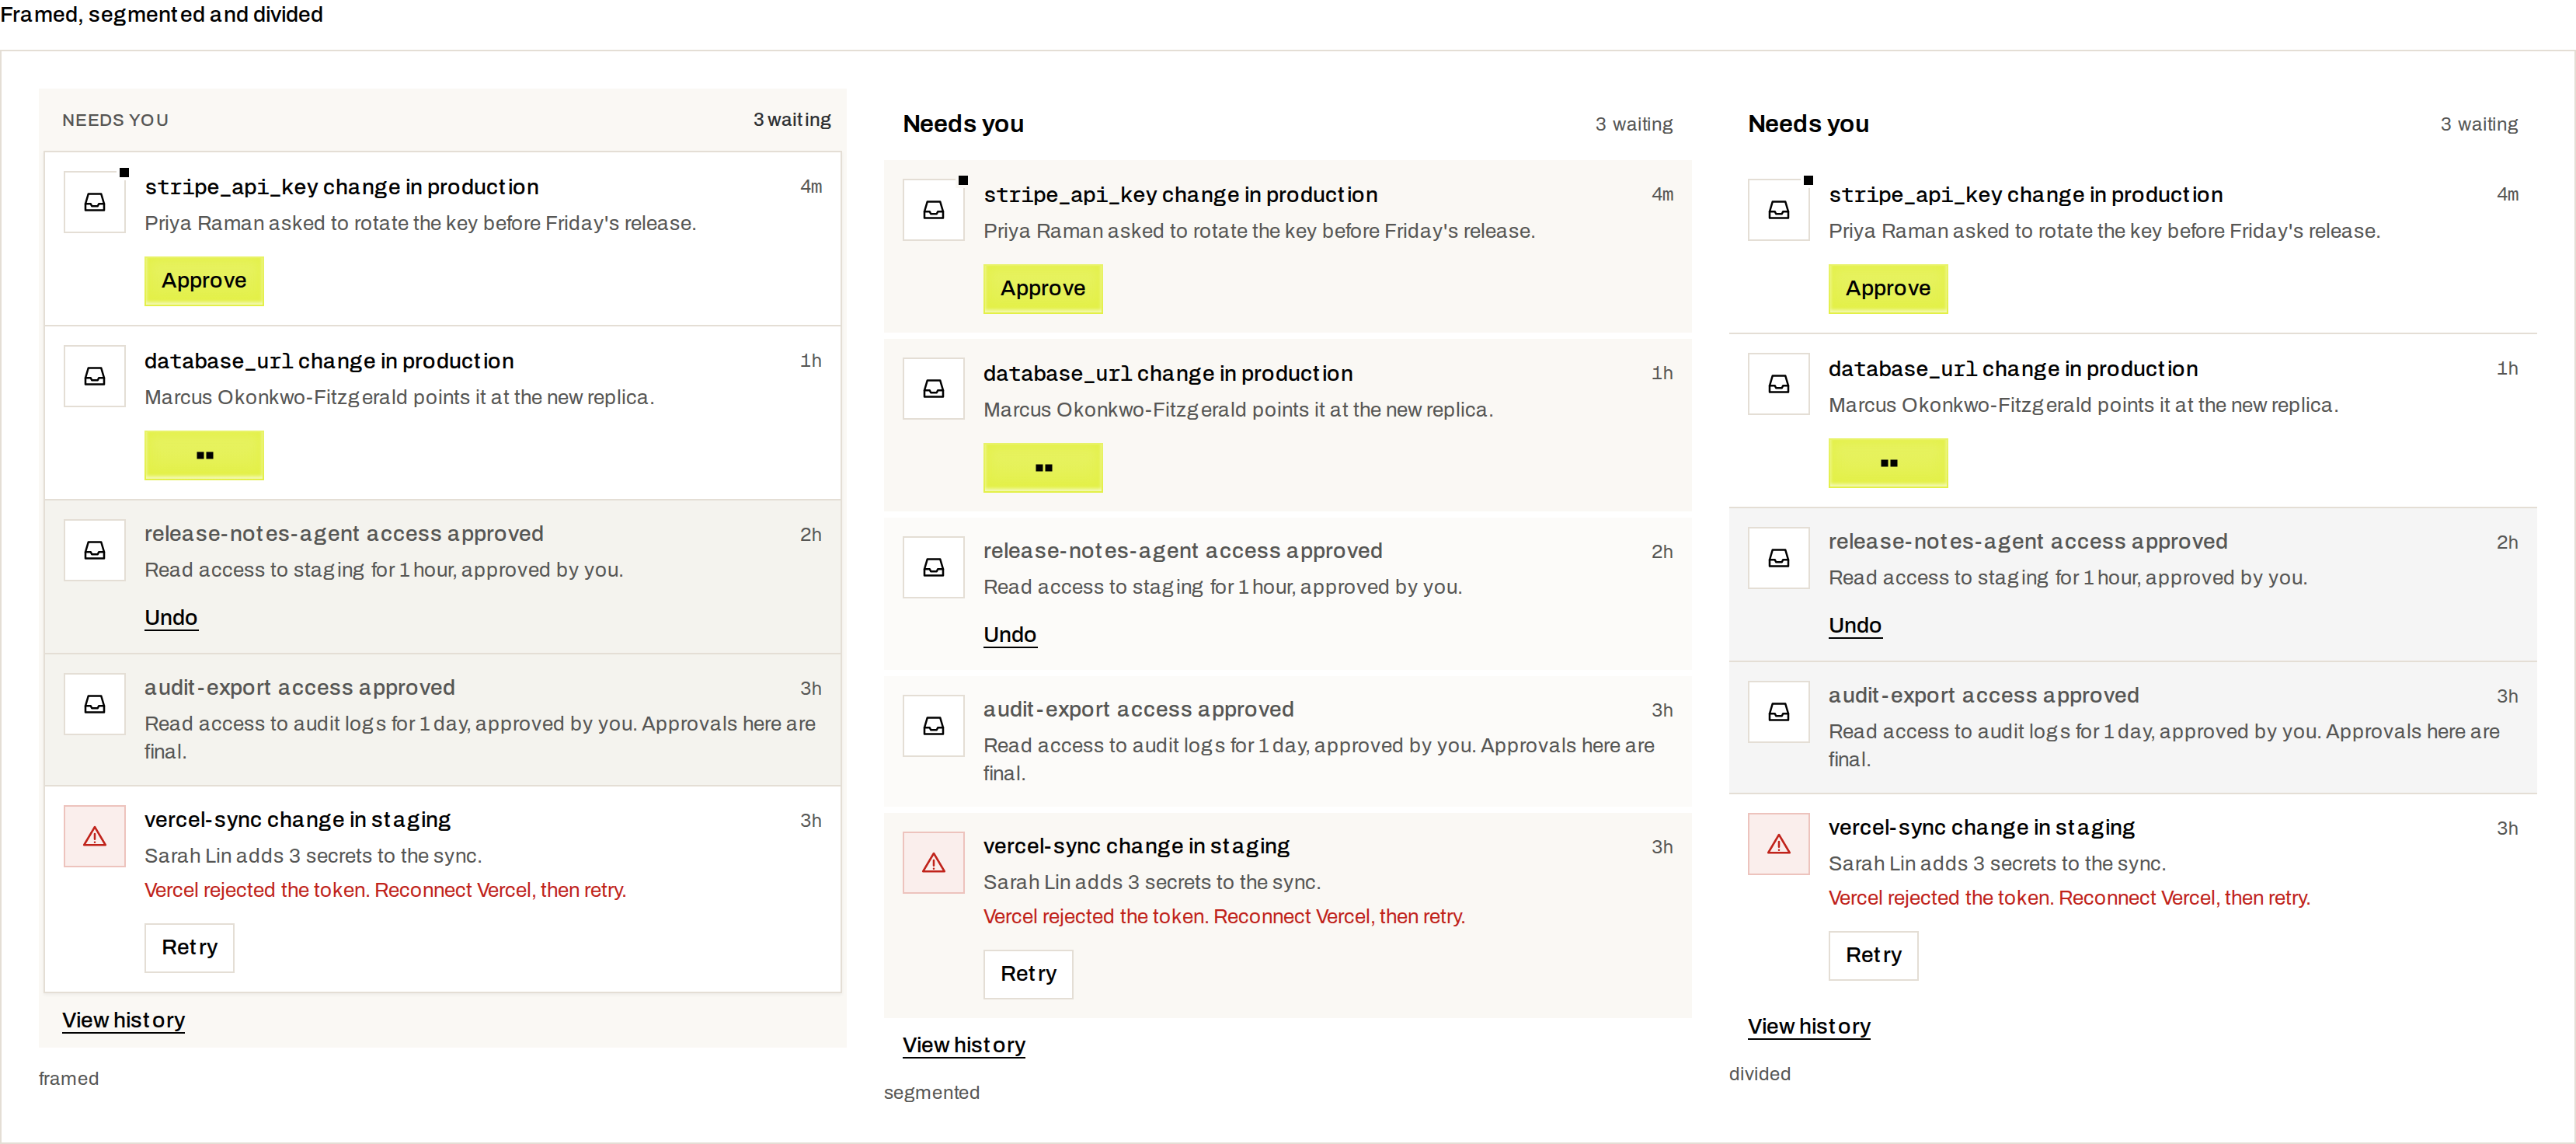 Framed, segmented and divided
NEEDS YOU
3 waiting
stripe_api_key change in production
4m
Priya Raman asked to rotate the key before Friday's release.
Approve
database_url change in production
1h
Marcus Okonkwo-Fitzgerald points it at the new replica.
release-notes-agent access approved
2h
Read access to staging for 1 hour, approved by you.
Undo
audit-export access approved
3h
Read access to audit logs for 1 day, approved by you. Approvals here are
final.
vercel-sync change in staging
3h
Sarah Lin adds 3 secrets to the sync.
Vercel rejected the token. Reconnect Vercel, then retry.
Retry
View history
framed
Needs you
3 waiting
stripe_api_key change in production
4m
Priya Raman asked to rotate the key before Friday's release.
Approve
database_url change in production
1h
Marcus Okonkwo-Fitzgerald points it at the new replica.
release-notes-agent access approved
2h
Read access to staging for 1 hour, approved by you.
Undo
audit-export access approved
3h
Read access to audit logs for 1 day, approved by you. Approvals here are
final.
vercel-sync change in staging
3h
Sarah Lin adds 3 secrets to the sync.
Vercel rejected the token. Reconnect Vercel, then retry.
Retry
View history
segmented
Needs you
3 waiting
stripe_api_key change in production
4m
Priya Raman asked to rotate the key before Friday's release.
Approve
database_url change in production
1h
Marcus Okonkwo-Fitzgerald points it at the new replica.
release-notes-agent access approved
2h
Read access to staging for 1 hour, approved by you.
Undo
audit-export access approved
3h
Read access to audit logs for 1 day, approved by you. Approvals here are
final.
vercel-sync change in staging
3h
Sarah Lin adds 3 secrets to the sync.
Vercel rejected the token. Reconnect Vercel, then retry.
Retry
View history
divided